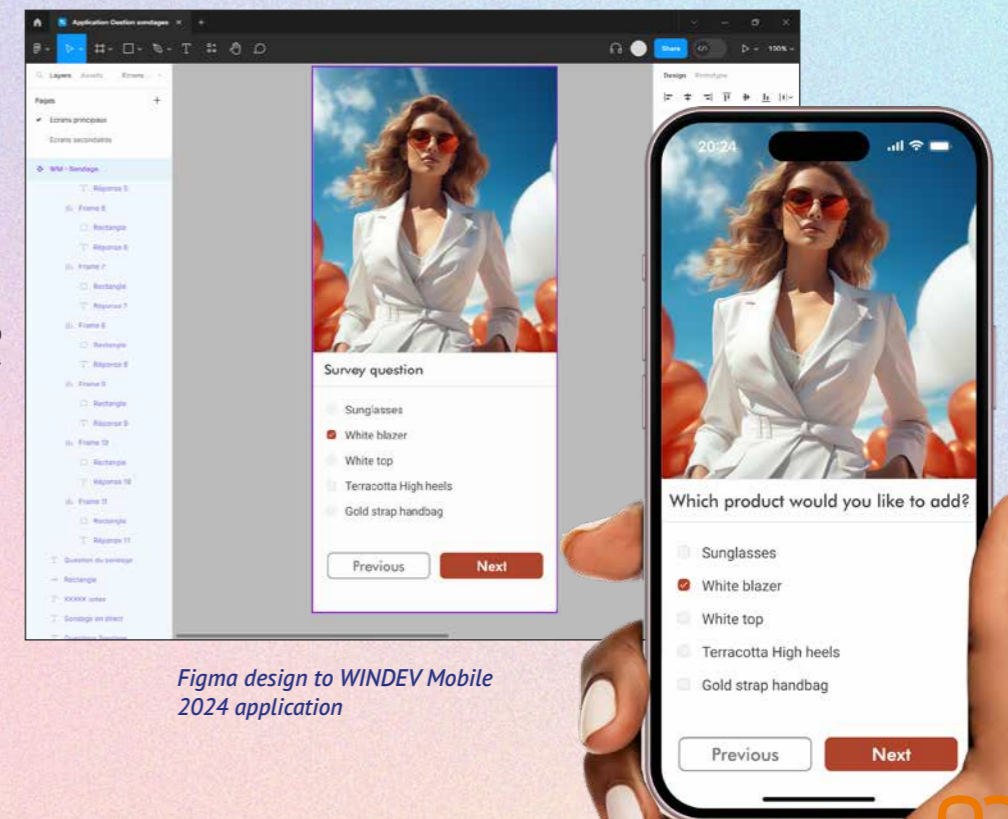 Application Gestion sondages
Share
100%
Layers Assets Ecrans
Design Prototype
Pages
Ecrans principaux
Ecrans secondaires
WM - Sondage
Réponse 5
Frame 6
Rectangle
Réponse 6
Frame 7
Rectangle
Réponse 7
Rectangle
Réponse 8
Frame 9
Rectangle
Réponse 9
Frame 10
Rectangle
Réponse 10
Frame 11
Rectangle
Réponse 11
Question du sondage
Rectangle
XXXXX votes
Sondage en direct
Survey question
Sunglasses
White blazer
White top
Terracotta High heels
Gold strap handbag
Previous
Next
20:24
Which product would you like to add?
Sunglasses
White blazer
White top
Terracotta High heels
Gold strap handbag
Previous
Next
Figma design to WINDEV Mobile
2024 application